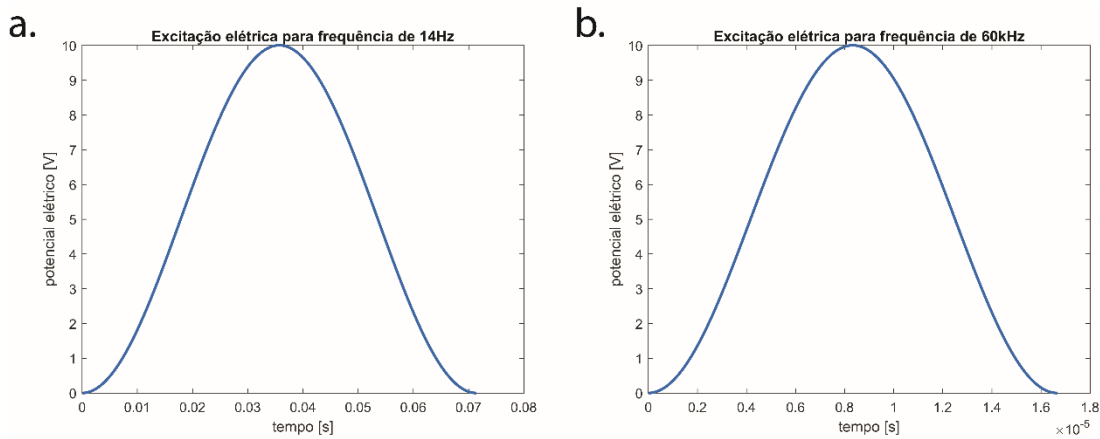 a.
Excitação elétrica para frequência de 14Hz
potencial elétrico [V]
10
9
8
7
6
5
4
3
2
1
0
0 0.01 0.02 0.03 0.04 0.05 0.06 0.07 0.08
tempo [s]
b.
Excitação elétrica para frequência de 60kHz
potencial elétrico [V]
10
9
8
7
6
5
4
3
2
1
0
0 0.2 0.4 0.6 0.8 1 1.2 1.4 1.6 1.8
tempo [s]
×10⁻⁵